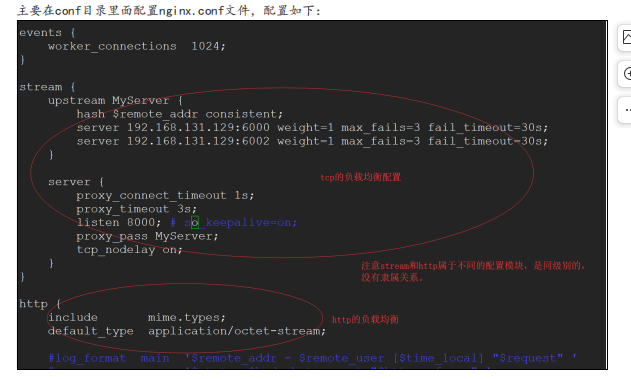 主要在conf目录里面配置nginx.conf文件，配置如下：
events {
    worker_connections  1024;
}
stream {
    upstream MyServer {
        hash $remote_addr consistent;
        server 192.168.131.129:6000 weight=1 max_fails=3 fail_timeout=30s;
        server 192.168.131.129:6002 weight=1 max_fails=3 fail_timeout=30s;
    }
tcp的负载均衡配置
    server {
        proxy_connect_timeout 1s;
        proxy_timeout 3s;
        listen 8000; # so_keepalive=on;
        proxy_pass MyServer;
        tcp_nodelay on;
    }
}
注意stream和http属于不同的配置模块，是同级别的，
没有隶属关系。
http {
    include       mime.types;
    default_type  application/octet-stream;
http的负载均衡
    #log_format  main  '$remote_addr - $remote_user [$time_local] "$request" '